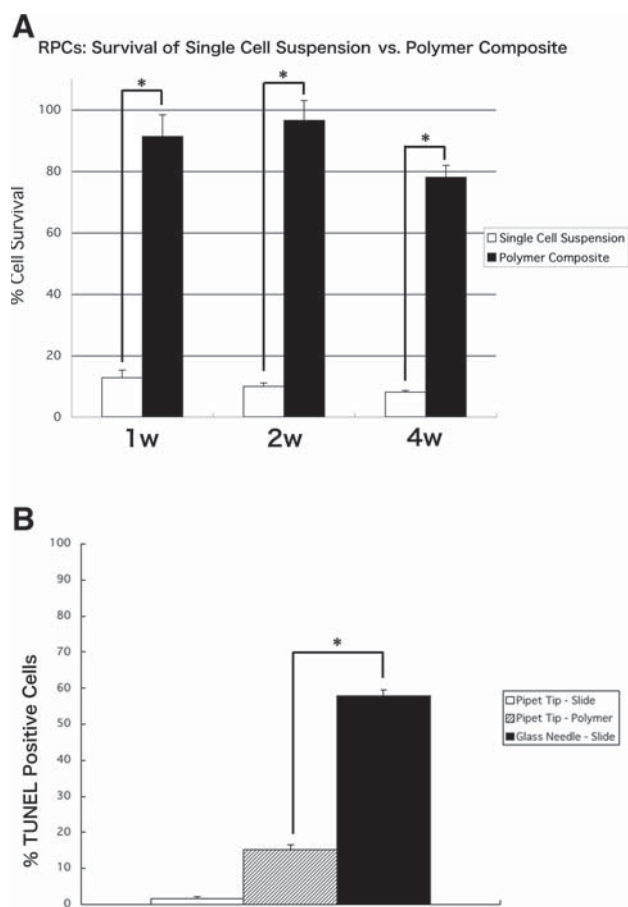 A
RPCs: Survival of Single Cell Suspension vs. Polymer Composite
% Cell Survival
100
80
60
40
20
0
*
*
*
1w
2w
4w
Single Cell Suspension
Polymer Composite
B
% TUNEL Positive Cells
100
90
80
70
60
50
40
30
20
10
0
*
Pipet Tip - Slide
Pipet Tip - Polymer
Glass Needle - Slide